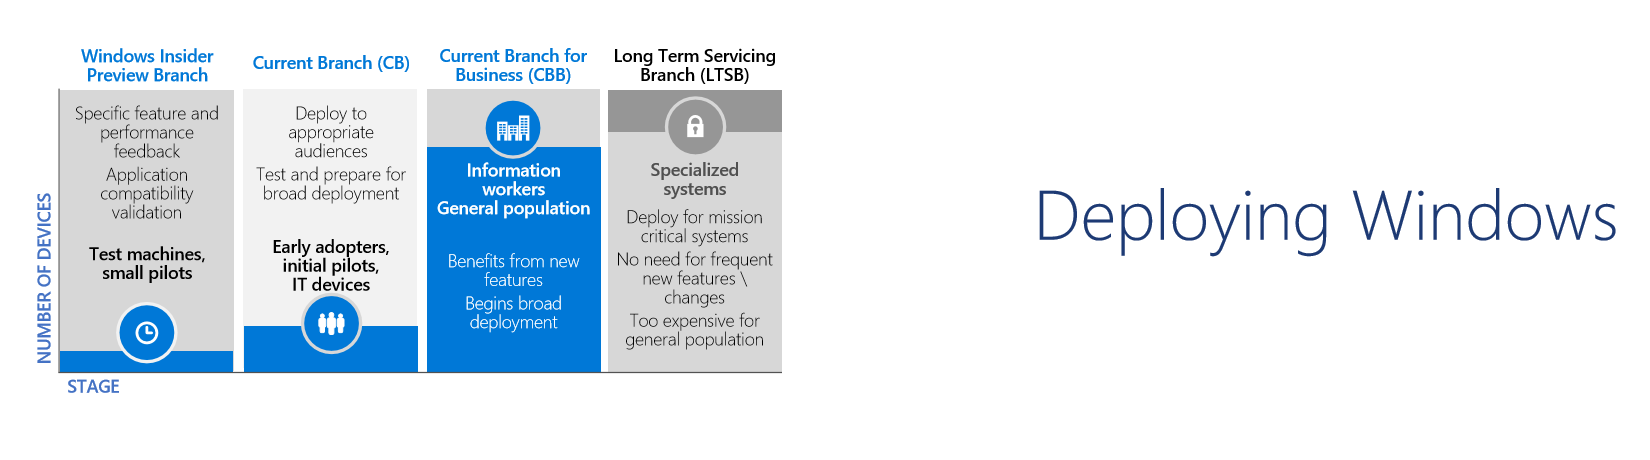 Windows Insider
Preview Branch
Specific feature and
performance
feedback
Application
compatibility
validation
Test machines,
small pilots
Current Branch (CB)
Deploy to
appropriate
audiences
Test and prepare for
broad deployment
Early adopters,
initial pilots,
IT devices
Current Branch for
Business (CBB)
Information
workers
General population
Benefits from new
features
Begins broad
deployment
Long Term Servicing
Branch (LTSB)
Specialized
systems
Deploy for mission
critical systems
No need for frequent
new features \
changes
Too expensive for
general population
NUMBER OF DEVICES
STAGE
Deploying Windows